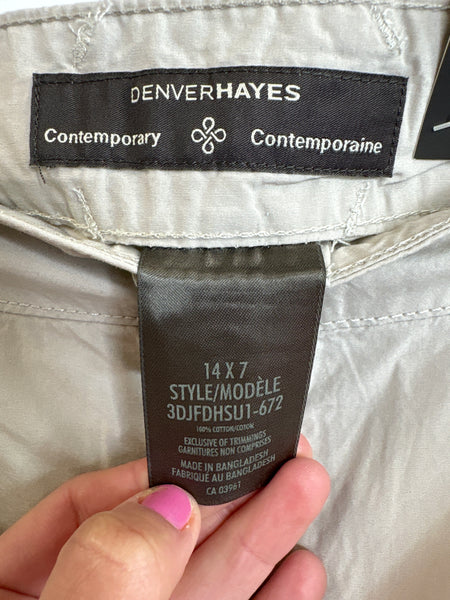 DENVERHAYES
Contemporary Contemporaine
14 X 7
STYLE/MODÈLE
3DJFDHSU1-672
100% COTTON/COTON
EXCLUSIVE OF TRIMMINGS
GARNITURES NON COMPRISES
MADE IN BANGLADESH
FABRIQUÉ AU BANGLADESH
CA 03961